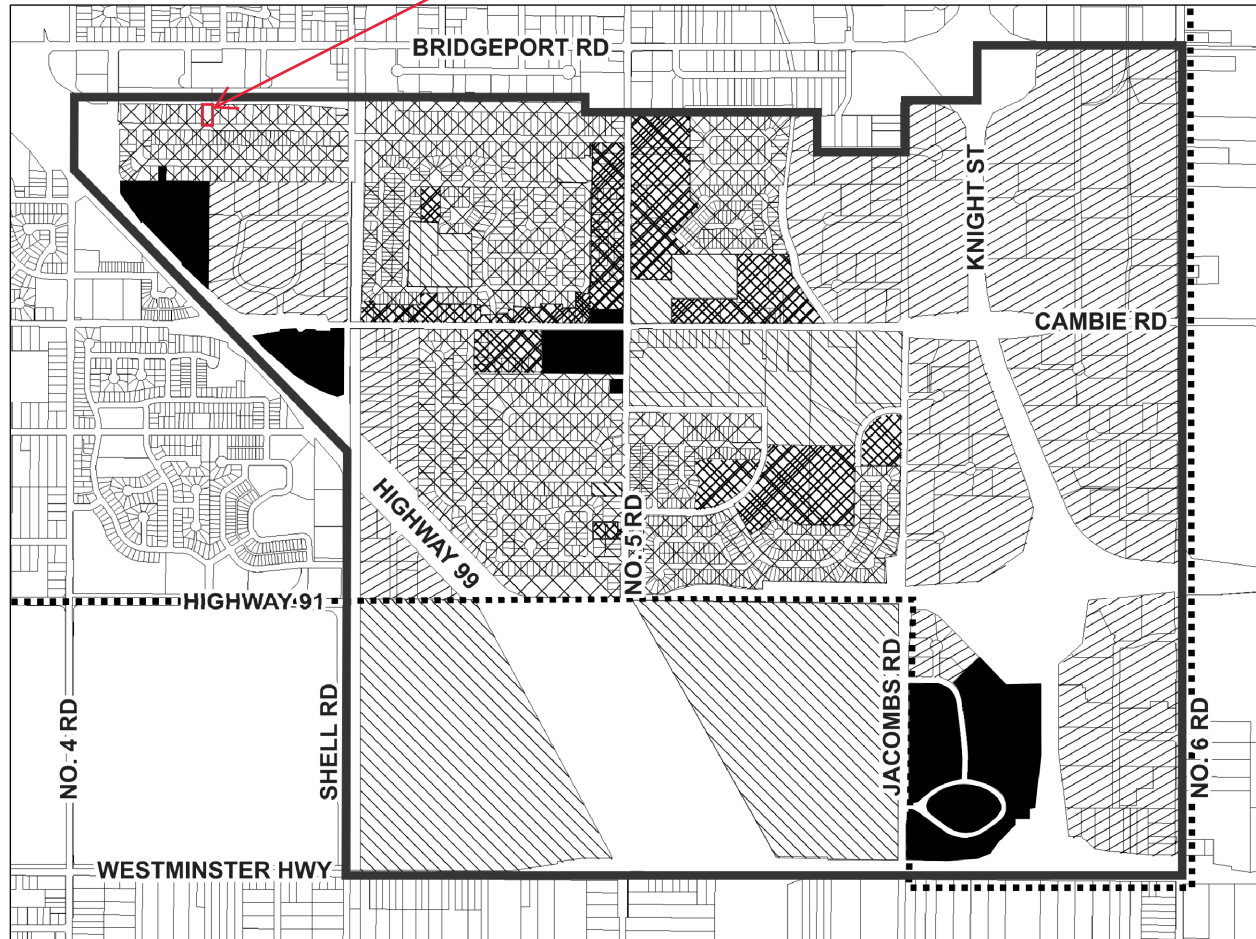 BRIDGEPORT RD
KNIGHT ST
CAMBIE RD
HIGHWAY 99
NO. 5 RD
HIGHWAY 91
NO. 4 RD
SHELL RD
JACOMBS RD
NO. 6 RD
WESTMINSTER HWY